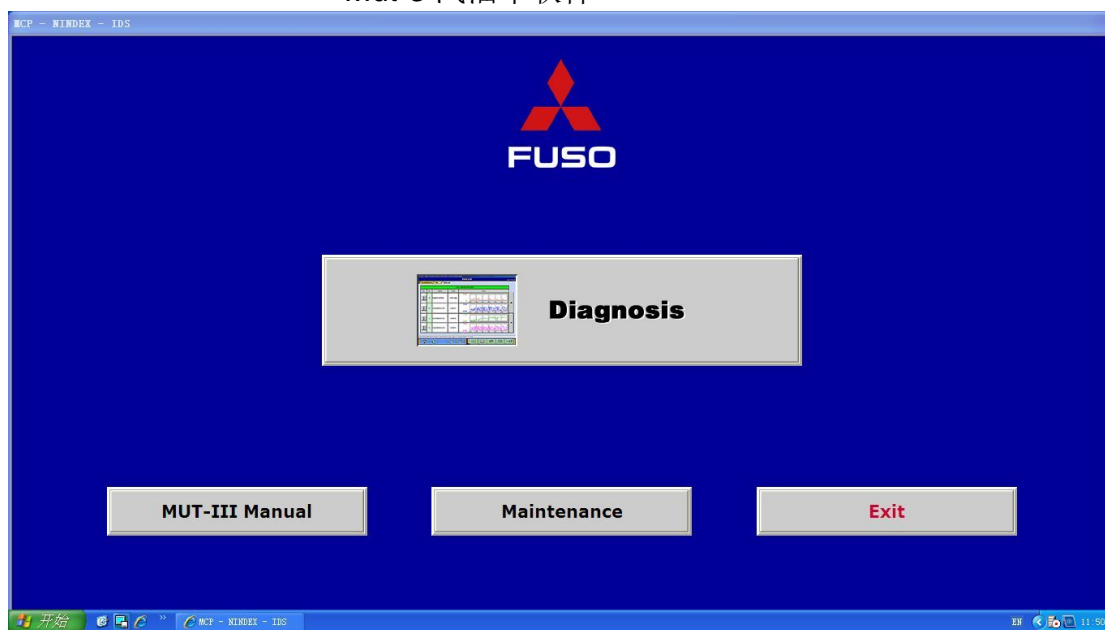 MCP - NINDEX - IDS
FUSO
Diagnosis
MUT-III Manual
Maintenance
Exit
开始
MCP - NINDEX - IDS
EN
11:50